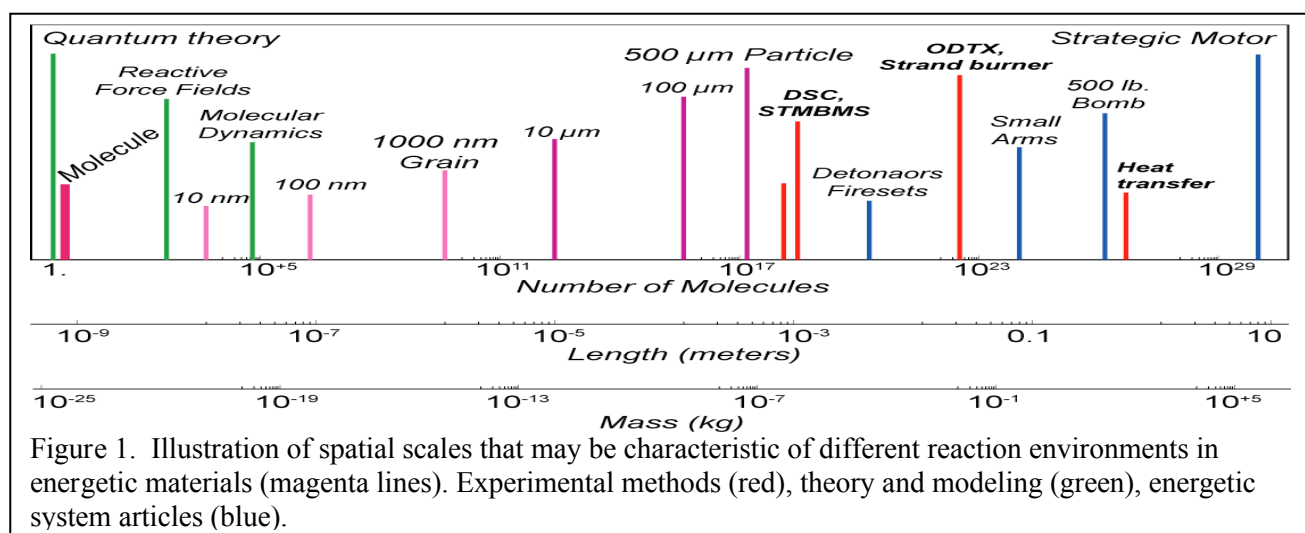 Quantum theory
Strategic Motor
Reactive
Force Fields
Molecular
Dynamics
Molecule
10 nm
100 nm
1000 nm
Grain
10 µm
100 µm
500 µm Particle
DSC,
STMBMS
Detonaors
Firesets
ODTX,
Strand burner
Small
Arms
500 lb.
Bomb
Heat
transfer
1. 10⁺⁵ 10¹¹ 10¹⁷ 10²³ 10²⁹
Number of Molecules
10⁻⁹ 10⁻⁷ 10⁻⁵ 10⁻³ 0.1 10
Length (meters)
10⁻²⁵ 10⁻¹⁹ 10⁻¹³ 10⁻⁷ 10⁻¹ 10⁺⁵
Mass (kg)
Figure 1. Illustration of spatial scales that may be characteristic of different reaction environments in
energetic materials (magenta lines). Experimental methods (red), theory and modeling (green), energetic
system articles (blue).